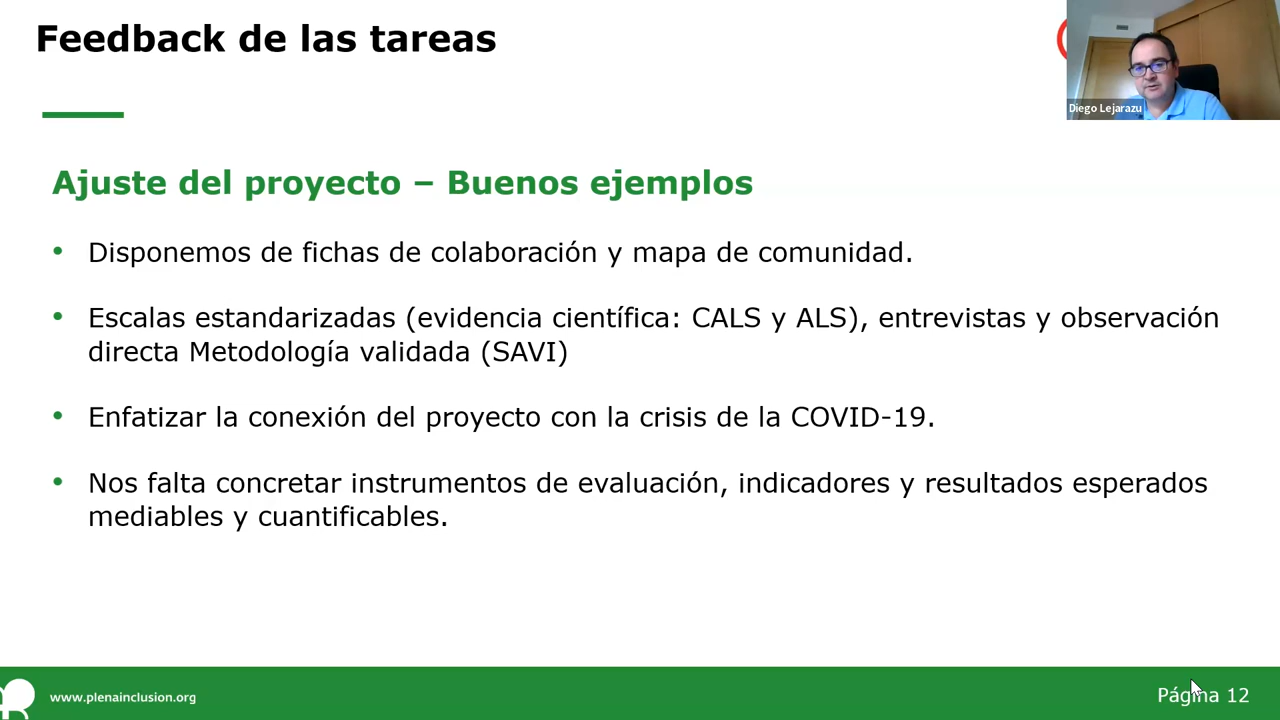 Feedback de las tareas
Diego Lejarazu
Ajuste del proyecto – Buenos ejemplos
• Disponemos de fichas de colaboración y mapa de comunidad.
• Escalas estandarizadas (evidencia científica: CALS y ALS), entrevistas y observación
directa Metodología validada (SAVI)
• Enfatizar la conexión del proyecto con la crisis de la COVID-19.
• Nos falta concretar instrumentos de evaluación, indicadores y resultados esperados
mediables y cuantificables.
www.plenainclusion.org
Página 12